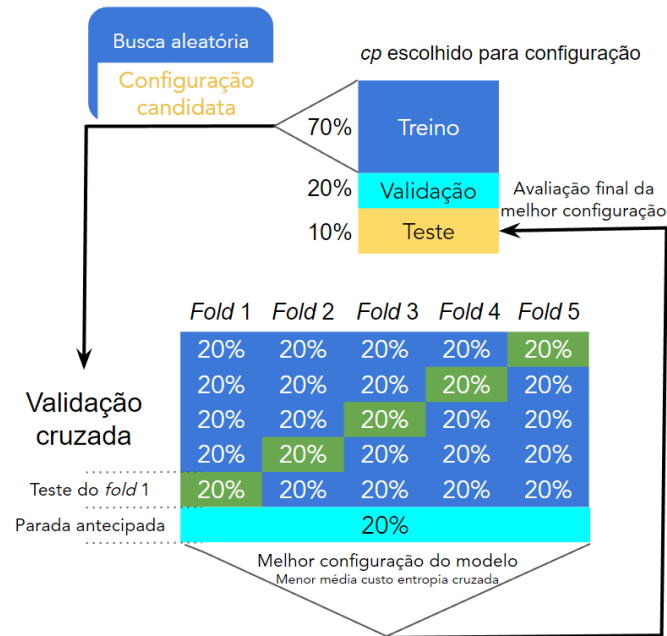 Busca aleatória
Configuração
candidata
cp escolhido para configuração
70%
Treino
20%
Validação
10%
Teste
Avaliação final da
melhor configuração
Fold 1 Fold 2 Fold 3 Fold 4 Fold 5
20% 20% 20% 20% 20%
20% 20% 20% 20% 20%
20% 20% 20% 20% 20%
20% 20% 20% 20% 20%
20% 20% 20% 20% 20%
Validação
cruzada
Teste do fold 1
Parada antecipada
20%
Melhor configuração do modelo
Menor média custo entropia cruzada